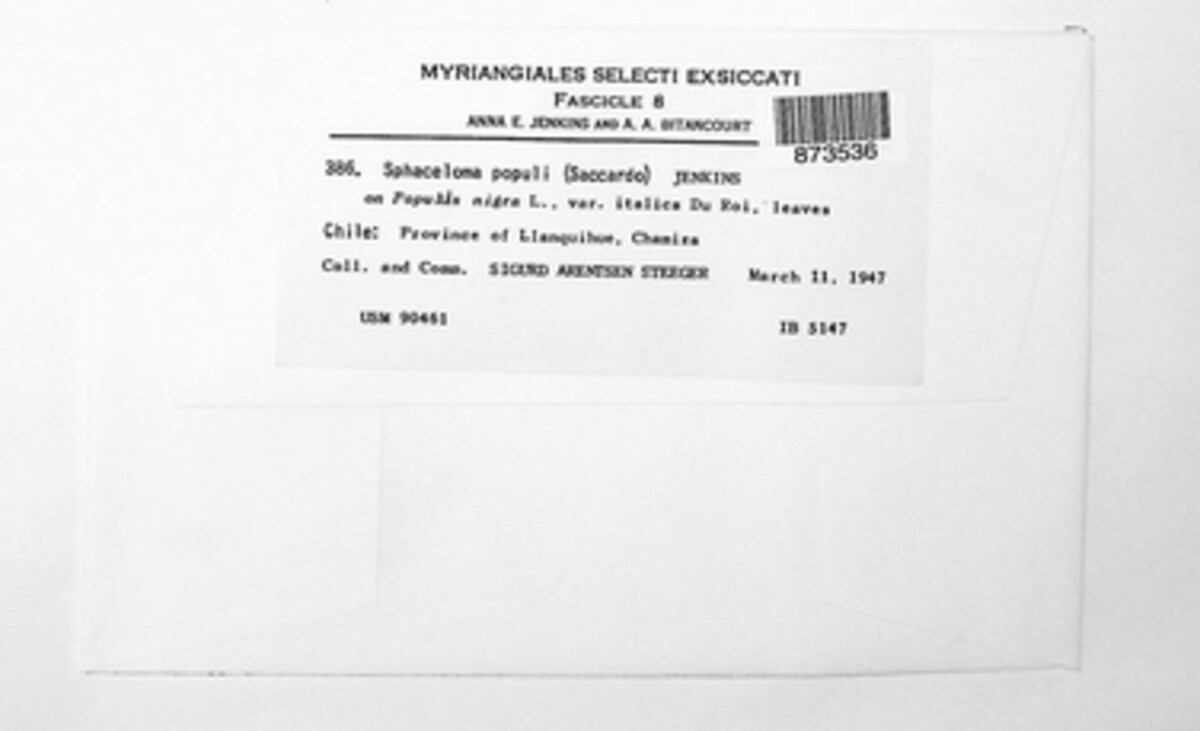 MYRIANGIALES SELECTI EXSICCATI
FASCICLE 8
ANNA E. JENKINS AND A. A. BITANCOURT
873536
386. Sphaceloma populi (Saccardo) JENKINS
on Populus nigra L., var. italica Du Roi, leaves
Chile: Province of Llanquihue, Chamiza
Coll. and Comm. SIGURD ARENTSEN STEEGER March 11, 1947
USM 90461
IB 5147